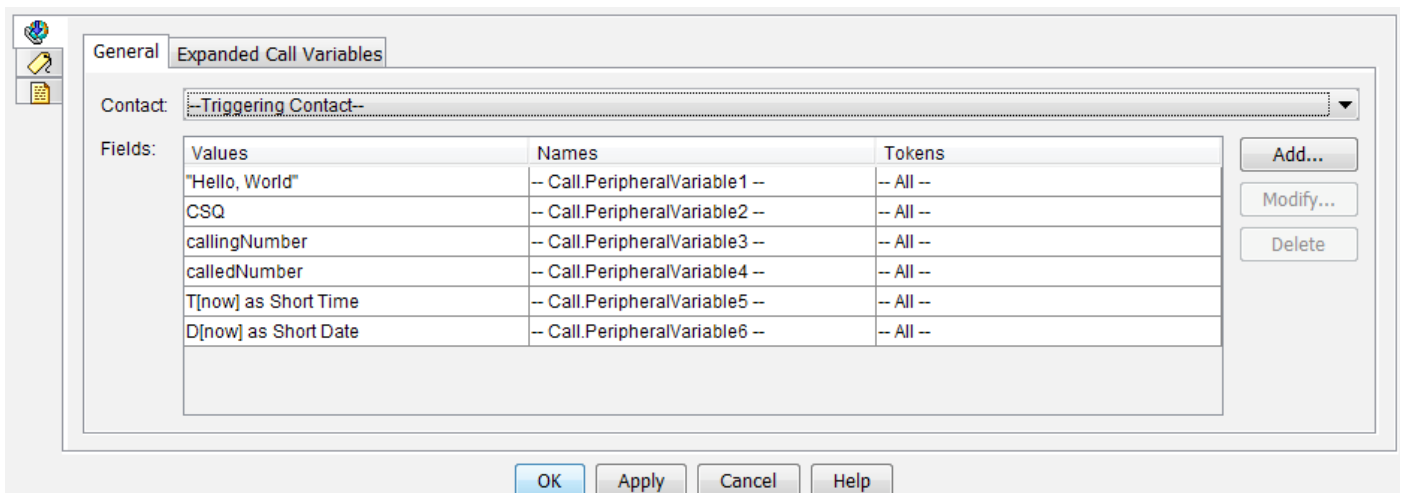 General Expanded Call Variables
Contact: --Triggering Contact--
Fields: Values Names Tokens Add...
"Hello, World" -- Call.PeripheralVariable1 -- -- All --
Modify...
CSQ -- Call.PeripheralVariable2 -- -- All --
callingNumber -- Call.PeripheralVariable3 -- -- All -- Delete
calledNumber -- Call.PeripheralVariable4 -- -- All --
T[now] as Short Time -- Call.PeripheralVariable5 -- -- All --
D[now] as Short Date -- Call.PeripheralVariable6 -- -- All --
OK Apply Cancel Help